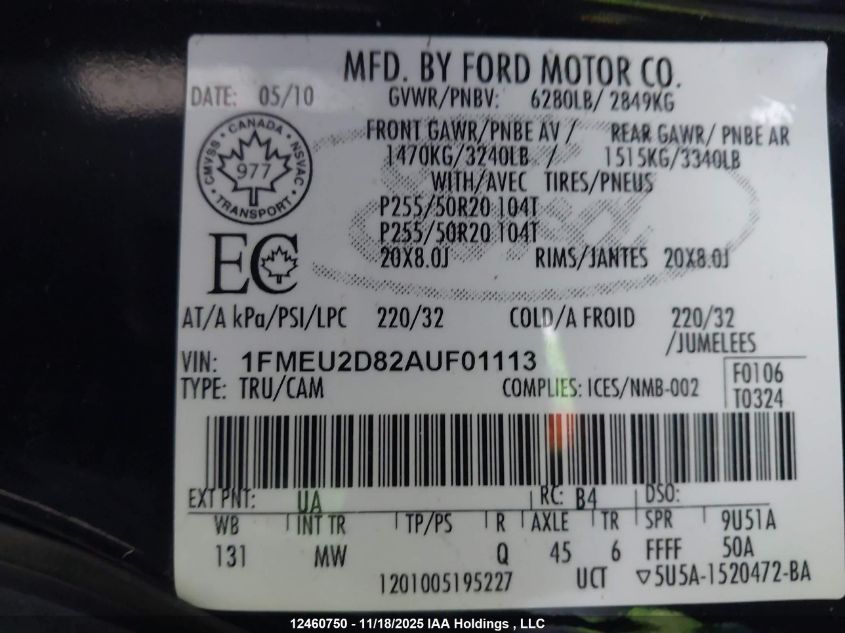 MFD. BY FORD MOTOR CO.
DATE: 05/10 GVWR/PNBV: 6280LB/ 2849KG
FRONT GAWR/PNBE AV / REAR GAWR/ PNBE AR
1470KG/3240LB / 1515KG/3340LB
WITH/AVEC TIRES/PNEUS
P255/50R20 104T
P255/50R20 104T
20X8.0J RIMS/JANTES 20X8.0J
CANADA
CMVSS 977 NSVAC
TRANSPORT
EC
AT/A kPa/PSI/LPC 220/32 COLD/A FROID 220/32
/JUMELEES
VIN: 1FMEU2D82AUF01113
TYPE: TRU/CAM COMPLIES: ICES/NMB-002
F0106
T0324
EXT PNT: UA RC: B4 DSO:
WB INT TR TP/PS R AXLE TR SPR 9U51A
131 MW Q 45 6 FFFF 50A
1201005195227 UCT ▽5U5A-1520472-BA
12460750 - 11/18/2025 IAA Holdings, LLC